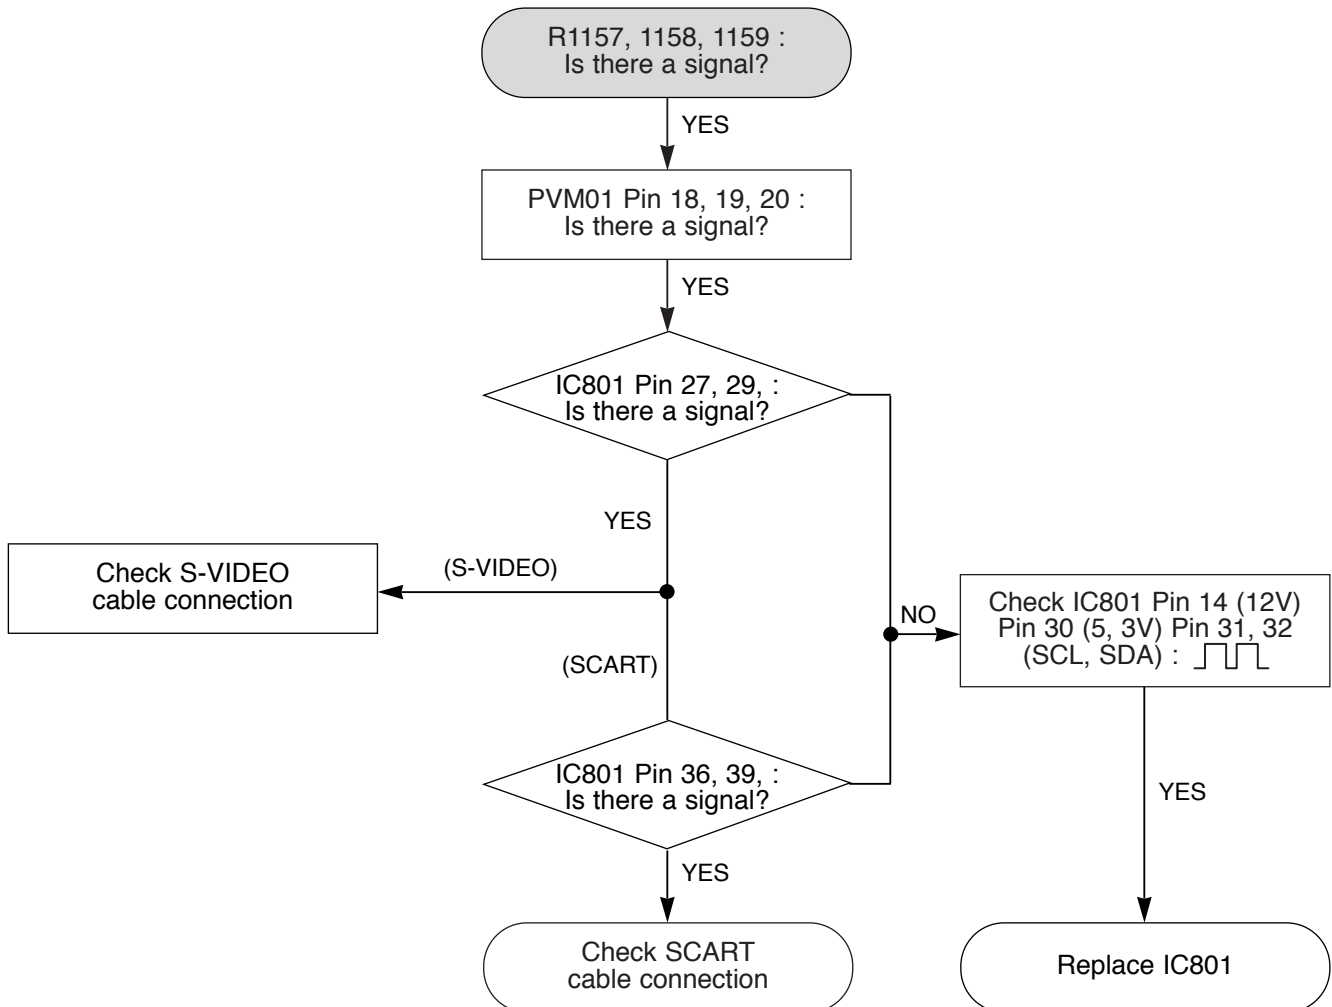 R1157, 1158, 1159 :
Is there a signal?
YES
PVM01 Pin 18, 19, 20 :
Is there a signal?
YES
IC801 Pin 27, 29, :
Is there a signal?
YES
(S-VIDEO)
Check S-VIDEO
cable connection
(SCART)
NO
Check IC801 Pin 14 (12V)
Pin 30 (5, 3V) Pin 31, 32
(SCL, SDA) :
IC801 Pin 36, 39, :
Is there a signal?
YES
YES
Check SCART
cable connection
Replace IC801